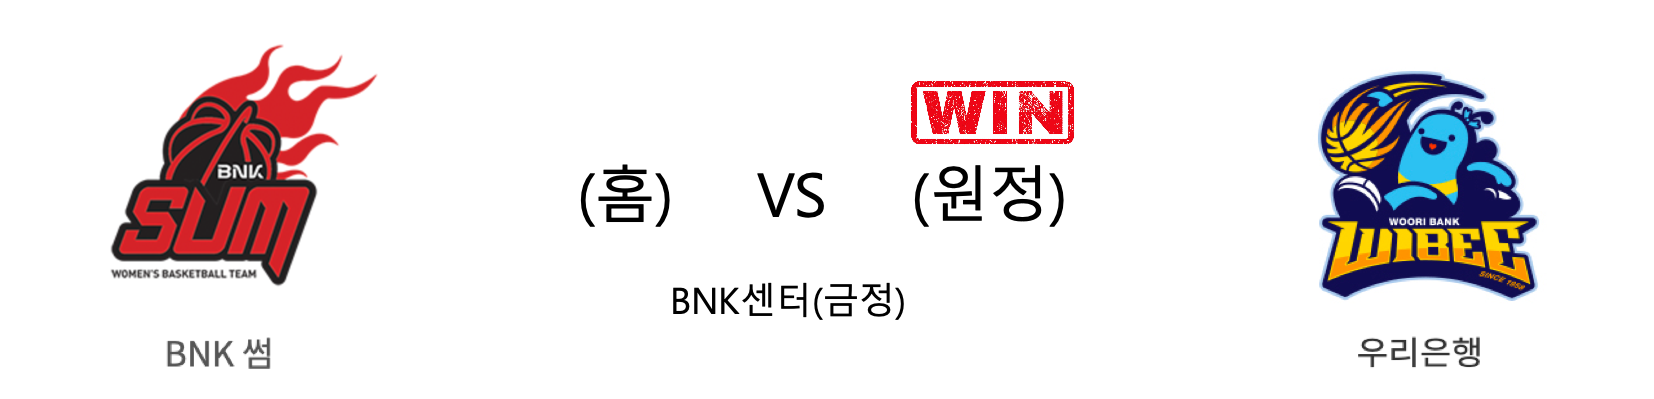 BNK
SUM
WOMEN'S BASKETBALL TEAM
BNK 썸
WIN
(홈) VS (원정)
BNK센터(금정)
WOORI BANK
WIBEE
SINCE 1958
우리은행